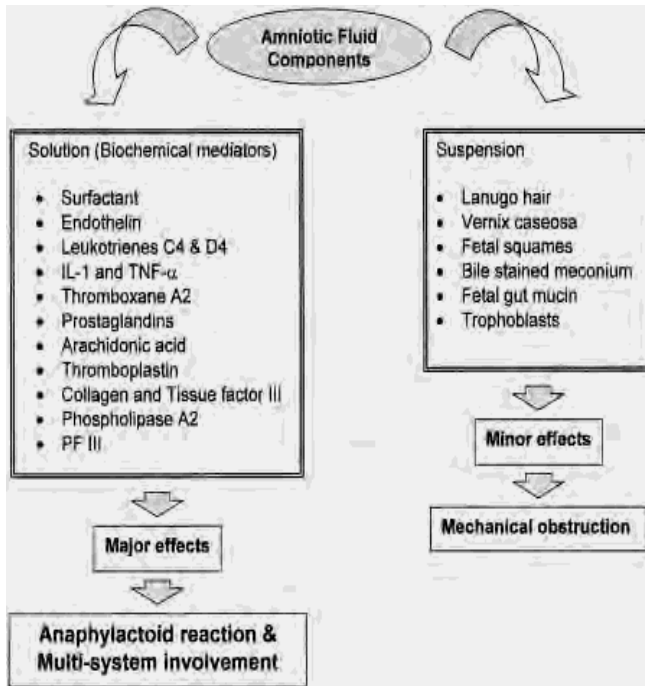 Amniotic Fluid
Components
Solution (Biochemical mediators)
• Surfactant
• Endothelin
• Leukotrienes C4 & D4
• IL-1 and TNF-α
• Thromboxane A2
• Prostaglandins
• Arachidonic acid
• Thromboplastin
• Collagen and Tissue factor III
• Phospholipase A2
• PF III
Major effects
Anaphylactoid reaction &
Multi-system involvement
Suspension
• Lanugo hair
• Vernix caseosa
• Fetal squames
• Bile stained meconium
• Fetal gut mucin
• Trophoblasts
Minor effects
Mechanical obstruction